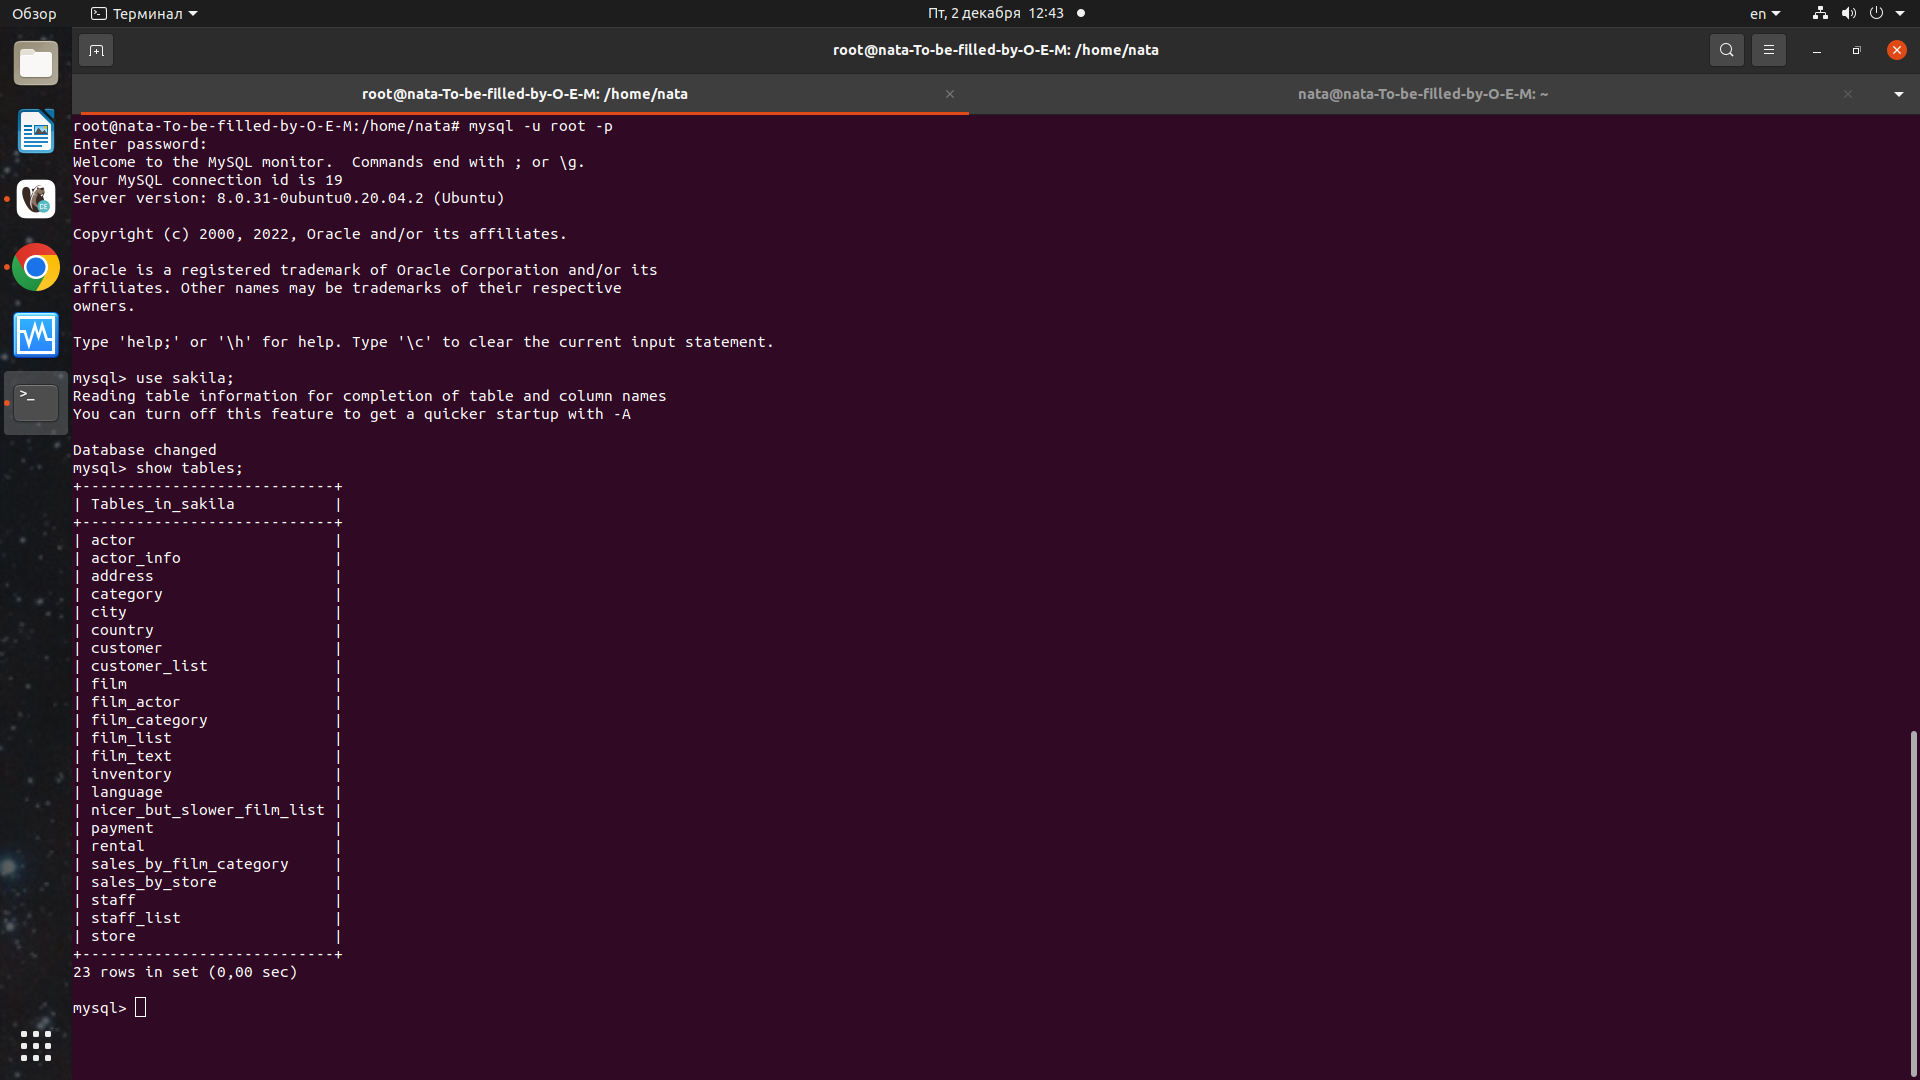 Обзор
Терминал
Пт, 2 декабря 12:43
en
root@nata-To-be-filled-by-O-E-M: /home/nata
root@nata-To-be-filled-by-O-E-M: /home/nata
nata@nata-To-be-filled-by-O-E-M: ~
root@nata-To-be-filled-by-O-E-M:/home/nata# mysql -u root -p
Enter password:
Welcome to the MySQL monitor.  Commands end with ; or \g.
Your MySQL connection id is 19
Server version: 8.0.31-0ubuntu0.20.04.2 (Ubuntu)
Copyright (c) 2000, 2022, Oracle and/or its affiliates.
Oracle is a registered trademark of Oracle Corporation and/or its
affiliates. Other names may be trademarks of their respective
owners.
Type 'help;' or '\h' for help. Type '\c' to clear the current input statement.
mysql> use sakila;
Reading table information for completion of table and column names
You can turn off this feature to get a quicker startup with -A
Database changed
mysql> show tables;
+----------------------------+
| Tables_in_sakila           |
+----------------------------+
| actor                      |
| actor_info                 |
| address                    |
| category                   |
| city                       |
| country                    |
| customer                   |
| customer_list              |
| film                       |
| film_actor                 |
| film_category              |
| film_list                  |
| film_text                  |
| inventory                  |
| language                   |
| nicer_but_slower_film_list |
| payment                    |
| rental                     |
| sales_by_film_category     |
| sales_by_store             |
| staff                      |
| staff_list                 |
| store                      |
+----------------------------+
23 rows in set (0,00 sec)
mysql>